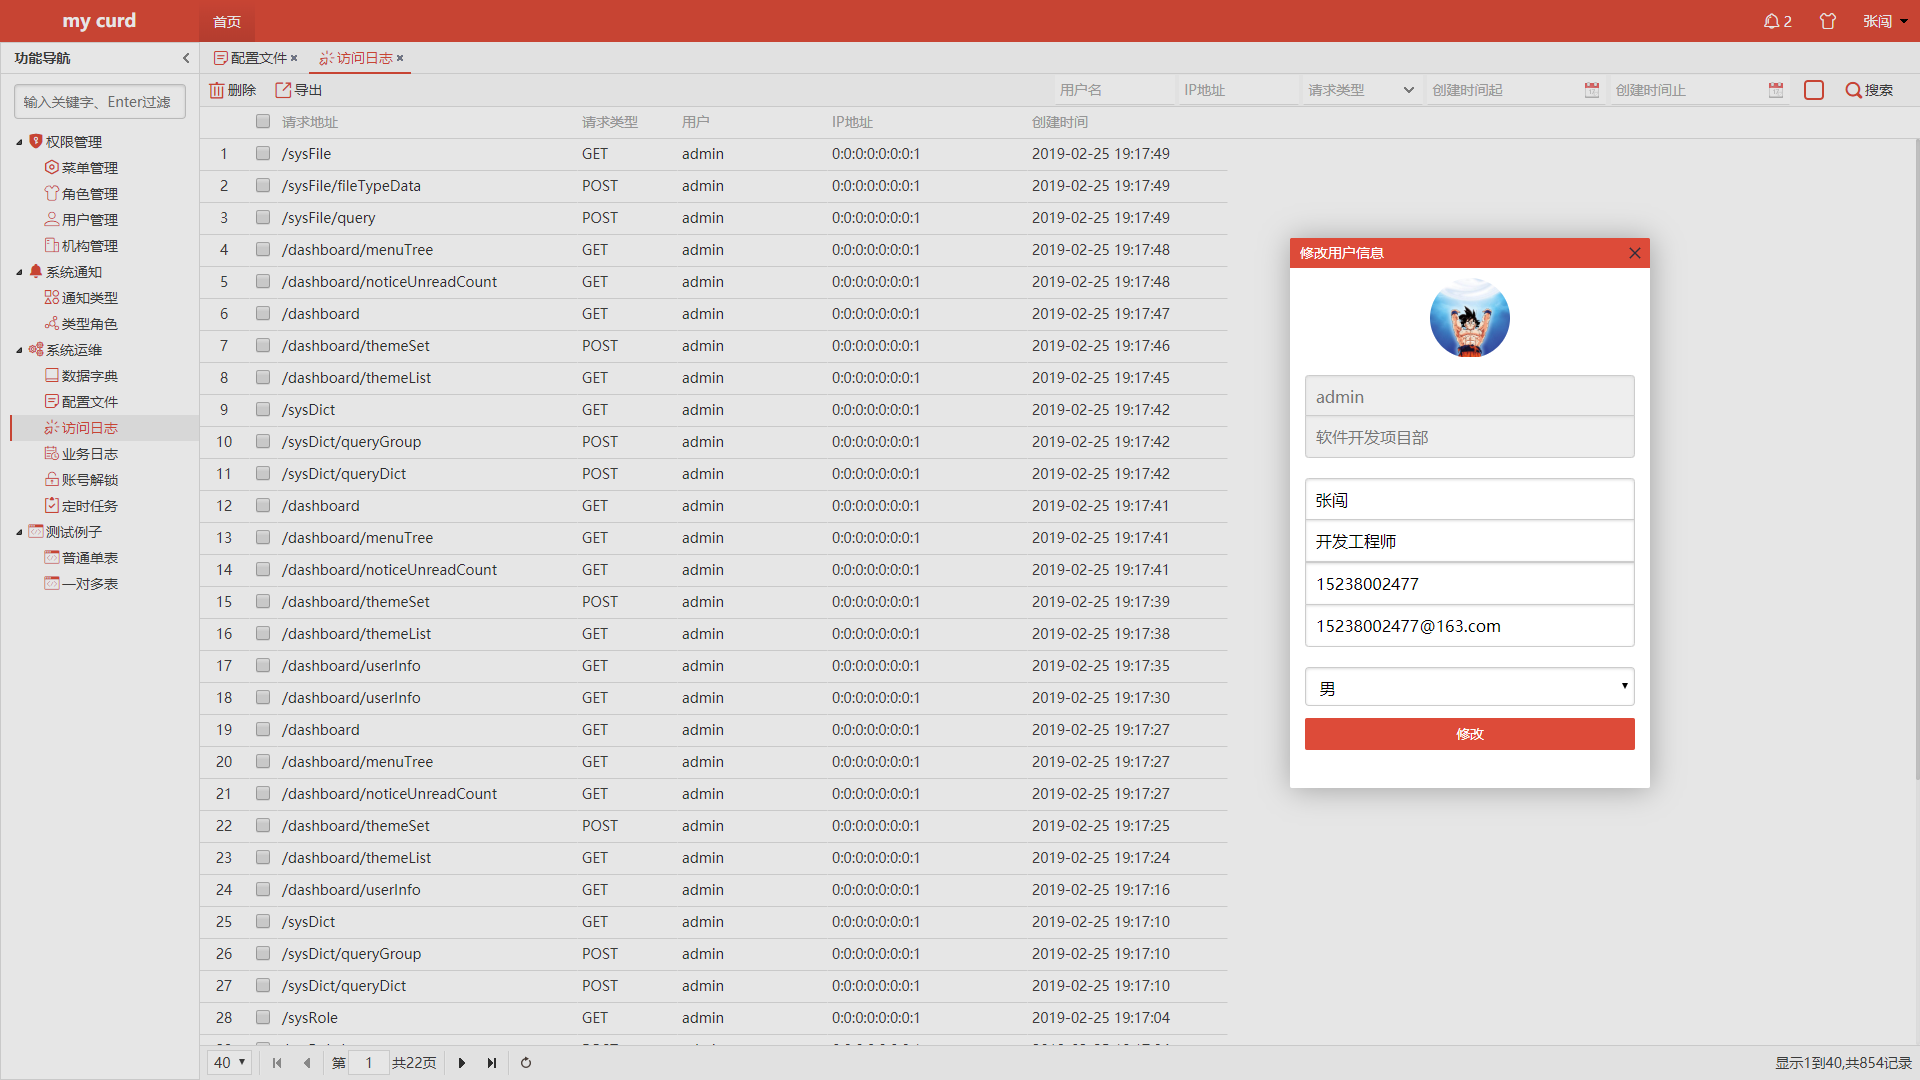 my curd 首页 2 张闯
功能导航
配置文件 访问日志
输入关键字、Enter过滤
权限管理
菜单管理
角色管理
用户管理
机构管理
系统通知
通知类型
类型角色
系统运维
数据字典
配置文件
访问日志
业务日志
账号解锁
定时任务
测试例子
普通单表
一对多表
删除 导出 用户名 IP地址 请求类型 创建时间起 创建时间止 搜索
请求地址 请求类型 用户 IP地址 创建时间
1 /sysFile GET admin 0:0:0:0:0:0:0:1 2019-02-25 19:17:49
2 /sysFile/fileTypeData POST admin 0:0:0:0:0:0:0:1 2019-02-25 19:17:49
3 /sysFile/query POST admin 0:0:0:0:0:0:0:1 2019-02-25 19:17:49
4 /dashboard/menuTree GET admin 0:0:0:0:0:0:0:1 2019-02-25 19:17:48
5 /dashboard/noticeUnreadCount GET admin 0:0:0:0:0:0:0:1 2019-02-25 19:17:48
6 /dashboard GET admin 0:0:0:0:0:0:0:1 2019-02-25 19:17:47
7 /dashboard/themeSet POST admin 0:0:0:0:0:0:0:1 2019-02-25 19:17:46
8 /dashboard/themeList GET admin 0:0:0:0:0:0:0:1 2019-02-25 19:17:45
9 /sysDict GET admin 0:0:0:0:0:0:0:1 2019-02-25 19:17:42
10 /sysDict/queryGroup POST admin 0:0:0:0:0:0:0:1 2019-02-25 19:17:42
11 /sysDict/queryDict POST admin 0:0:0:0:0:0:0:1 2019-02-25 19:17:42
12 /dashboard GET admin 0:0:0:0:0:0:0:1 2019-02-25 19:17:41
13 /dashboard/menuTree GET admin 0:0:0:0:0:0:0:1 2019-02-25 19:17:41
14 /dashboard/noticeUnreadCount GET admin 0:0:0:0:0:0:0:1 2019-02-25 19:17:41
15 /dashboard/themeSet POST admin 0:0:0:0:0:0:0:1 2019-02-25 19:17:39
16 /dashboard/themeList GET admin 0:0:0:0:0:0:0:1 2019-02-25 19:17:38
17 /dashboard/userInfo GET admin 0:0:0:0:0:0:0:1 2019-02-25 19:17:35
18 /dashboard/userInfo GET admin 0:0:0:0:0:0:0:1 2019-02-25 19:17:30
19 /dashboard GET admin 0:0:0:0:0:0:0:1 2019-02-25 19:17:27
20 /dashboard/menuTree GET admin 0:0:0:0:0:0:0:1 2019-02-25 19:17:27
21 /dashboard/noticeUnreadCount GET admin 0:0:0:0:0:0:0:1 2019-02-25 19:17:27
22 /dashboard/themeSet POST admin 0:0:0:0:0:0:0:1 2019-02-25 19:17:25
23 /dashboard/themeList GET admin 0:0:0:0:0:0:0:1 2019-02-25 19:17:24
24 /dashboard/userInfo GET admin 0:0:0:0:0:0:0:1 2019-02-25 19:17:16
25 /sysDict GET admin 0:0:0:0:0:0:0:1 2019-02-25 19:17:10
26 /sysDict/queryGroup POST admin 0:0:0:0:0:0:0:1 2019-02-25 19:17:10
27 /sysDict/queryDict POST admin 0:0:0:0:0:0:0:1 2019-02-25 19:17:10
28 /sysRole GET admin 0:0:0:0:0:0:0:1 2019-02-25 19:17:04
40 第 1 共22页 显示1到40,共854记录
修改用户信息
admin
软件开发项目部
张闯
开发工程师
15238002477
15238002477@163.com
男
修改